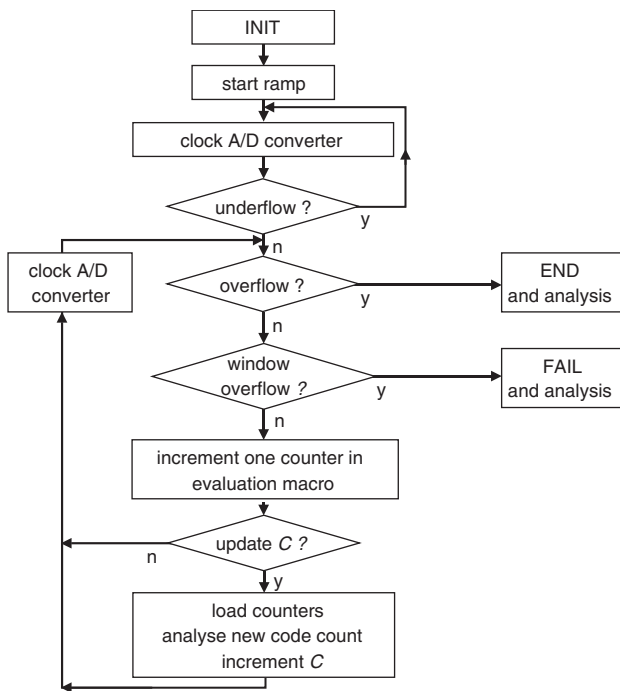 INIT
start ramp
clock A/D converter
underflow ?
y
n
clock A/D
converter
overflow ?
y
END
and analysis
n
window
overflow ?
y
FAIL
and analysis
n
increment one counter in
evaluation macro
update C ?
n
y
load counters
analyse new code count
increment C